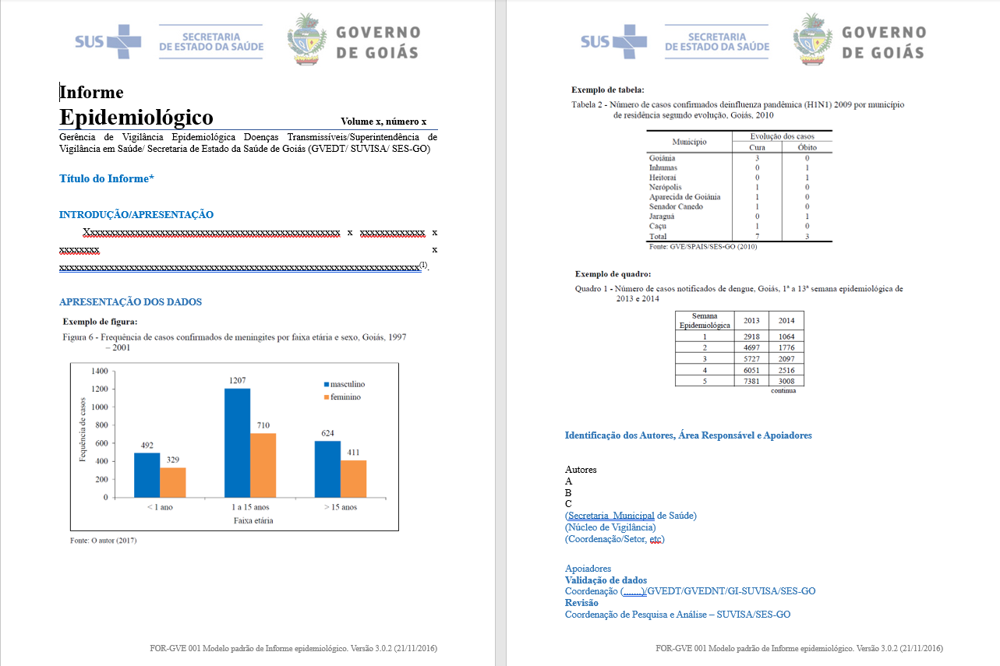 SUS
SECRETARIA
DE ESTADO DA SAÚDE
GOVERNO
DE GOIÁS
Informe
Epidemiológico Volume x, número x
Gerência de Vigilância Epidemiológica Doenças Transmissíveis/Superintendência de
Vigilância em Saúde/ Secretaria de Estado da Saúde de Goiás (GVEDT/ SUVISA/ SES-GO)
Título do Informe*
INTRODUÇÃO/APRESENTAÇÃO
Xxxxxxxxxxxxxxxxxxxxxxxxxxxxxxxxxxxxxxxxxxxxxxxxxxxx x xxxxxxxxxxxxx x
xxxxxxxx x
xxxxxxxxxxxxxxxxxxxxxxxxxxxxxxxxxxxxxxxxxxxxxxxxxxxxxxxxxxxxxxxxxxxxxxxxxx(1).
APRESENTAÇÃO DOS DADOS
Exemplo de figura:
Figura 6 - Frequência de casos confirmados de meningites por faixa etária e sexo, Goiás, 1997
– 2001
1400
1200
1000
800
600
400
200
0
Fequência de casos
492
329
1207
710
624
411
masculino
feminino
< 1 ano 1 a 15 anos > 15 anos
Faixa etária
Fonte: O autor (2017)
FOR-GVE 001 Modelo padrão de Informe epidemiológico. Versão 3.0.2 (21/11/2016)
SUS
SECRETARIA
DE ESTADO DA SAÚDE
GOVERNO
DE GOIÁS
Exemplo de tabela:
Tabela 2 - Número de casos confirmados deinfluenza pandêmica (H1N1) 2009 por município
de residência segundo evolução, Goiás, 2010
Município Evolução dos casos
Cura Óbito
Goiânia 3 0
Inhumas 0 1
Heitoraí 0 1
Nerópolis 1 0
Aparecida de Goiânia 1 0
Senador Canedo 1 0
Jaraguá 0 1
Caçu 1 0
Total 7 3
Fonte: GVE/SPAIS/SES-GO (2010)
Exemplo de quadro:
Quadro 1 - Número de casos notificados de dengue, Goiás, 1ª a 13ª semana epidemiológica de
2013 e 2014
Semana
Epidemiológica 2013 2014
1 2918 1064
2 4697 1776
3 5727 2097
4 6051 2516
5 7381 3008
continua
Identificação dos Autores, Área Responsável e Apoiadores
Autores
A
B
C
(Secretaria Municipal de Saúde)
(Núcleo de Vigilância)
(Coordenação/Setor, etc)
Apoiadores
Validação de dados
Coordenação (.......)/GVEDT/GVEDNT/GI-SUVISA/SES-GO
Revisão
Coordenação de Pesquisa e Análise – SUVISA/SES-GO
FOR-GVE 001 Modelo padrão de Informe epidemiológico. Versão 3.0.2 (21/11/2016)